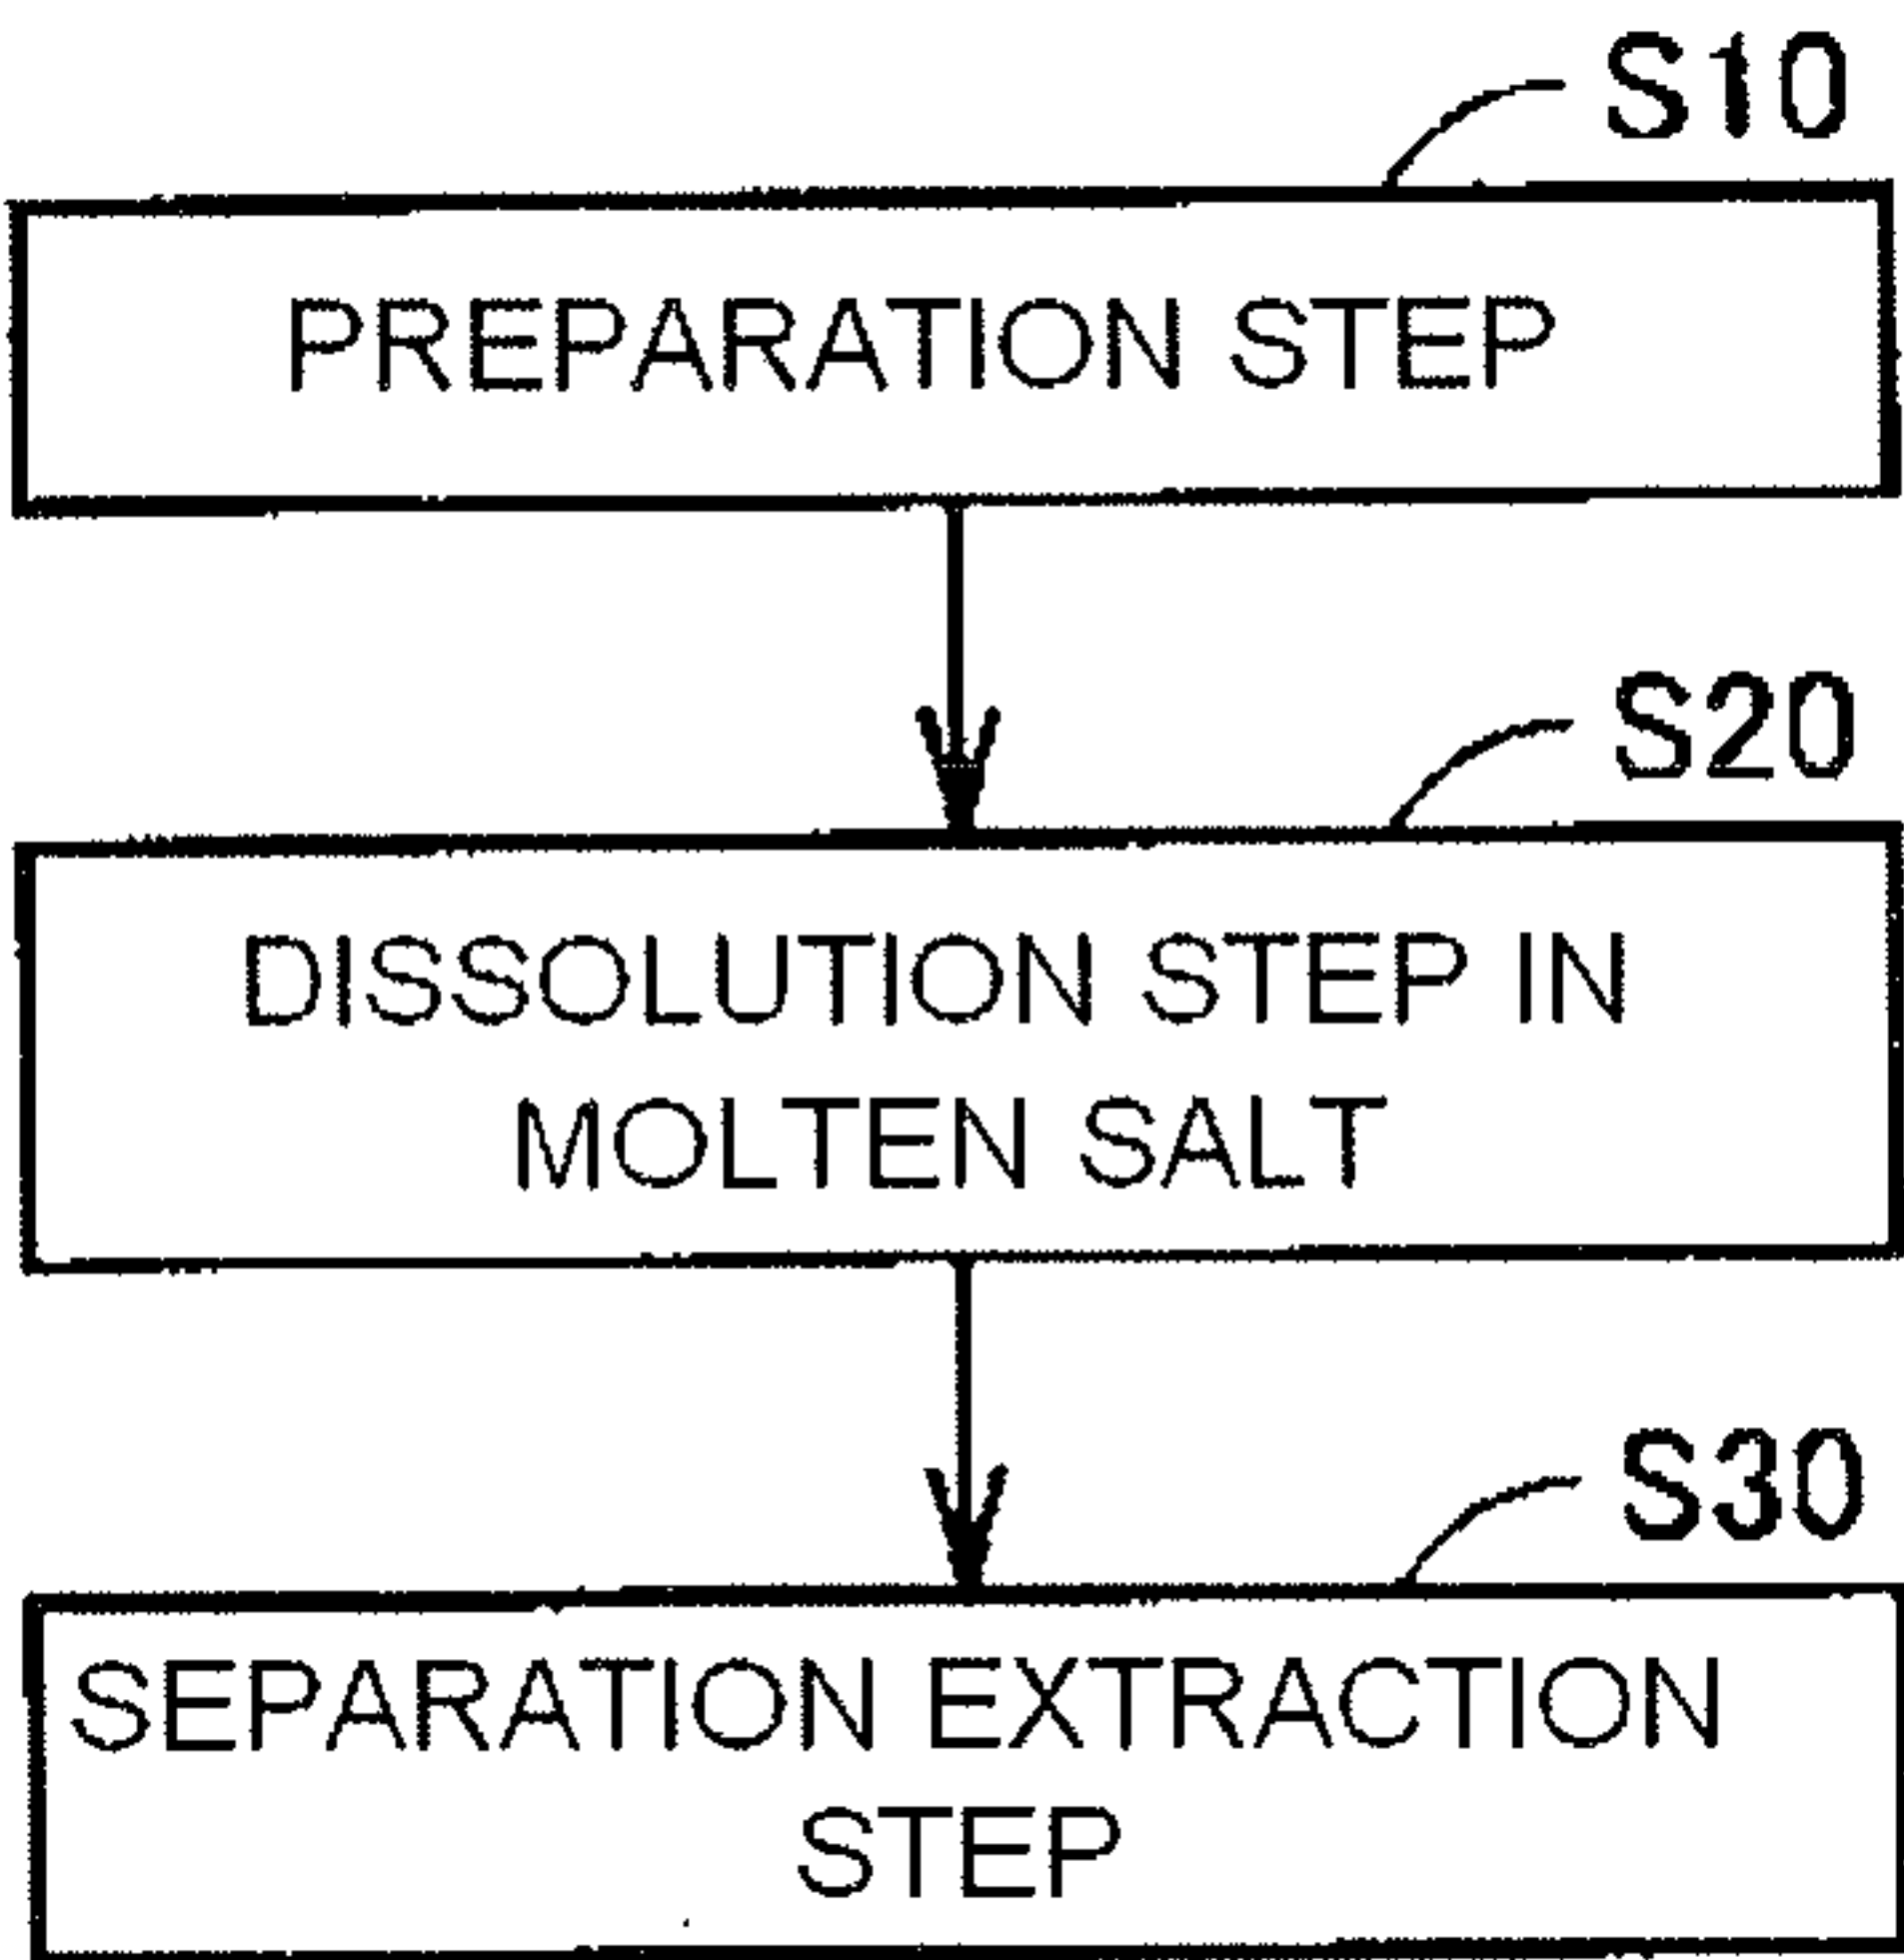 S10
PREPARATION STEP
S20
DISSOLUTION STEP IN
MOLTEN SALT
S30
SEPARATION EXTRACTION
STEP